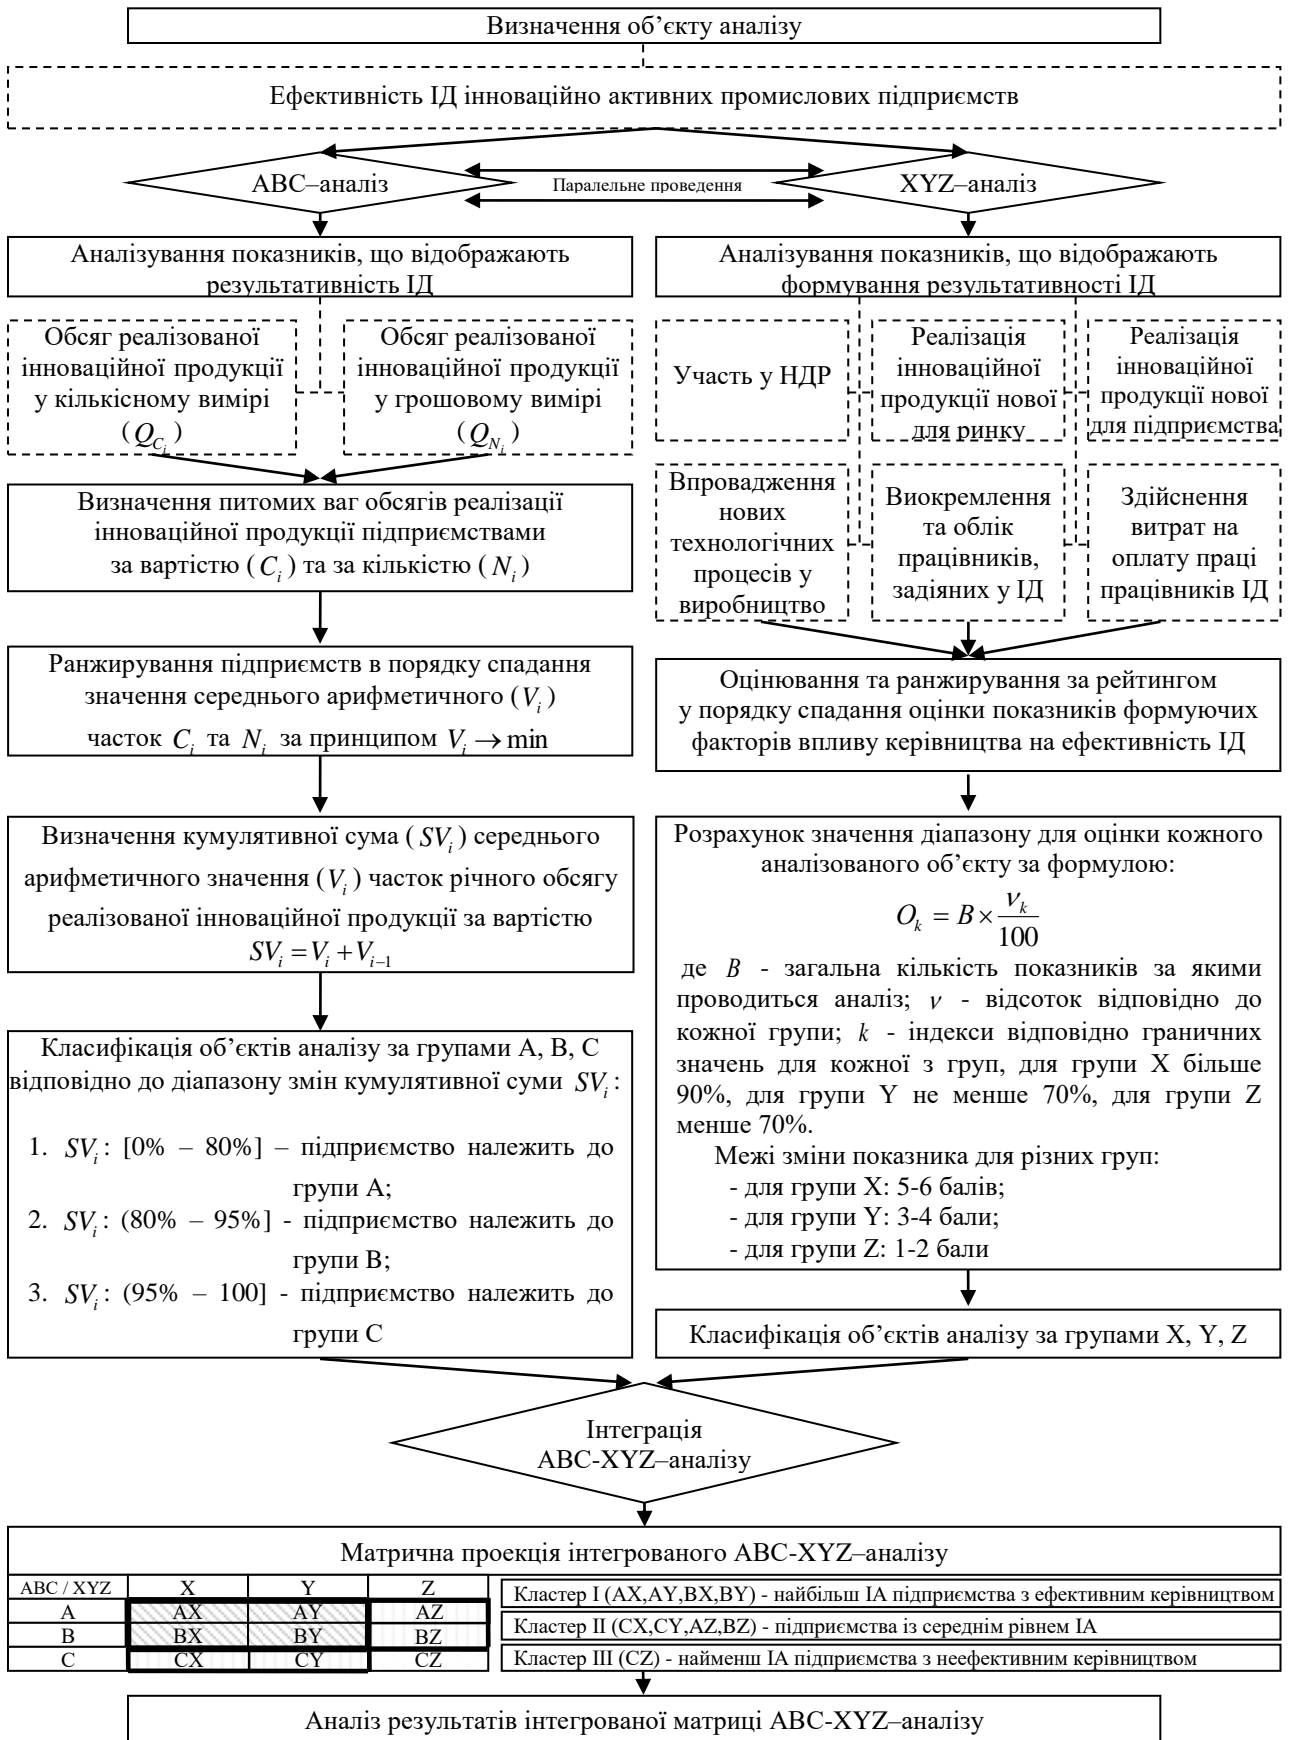 Визначення об’єкту аналізу
Ефективність ІД інноваційно активних промислових підприємств
АВС–аналіз
Паралельне проведення
XYZ–аналіз
Аналізування показників, що відображають
результативність ІД
Обсяг реалізованої
інноваційної продукції
у кількісному вимірі
( Q_{C_i} )
Обсяг реалізованої
інноваційної продукції
у грошовому вимірі
( Q_{N_i} )
Визначення питомих ваг обсягів реалізації
інноваційної продукції підприємствами
за вартістю ( C_i ) та за кількістю ( N_i )
Ранжирування підприємств в порядку спадання
значення середнього арифметичного ( V_i )
часток C_i та N_i за принципом V_i → min
Визначення кумулятивної сума ( SV_i ) середнього
арифметичного значення ( V_i ) часток річного обсягу
реалізованої інноваційної продукції за вартістю
SV_i = V_i + V_{i−1}
Класифікація об’єктів аналізу за групами А, В, С
відповідно до діапазону змін кумулятивної суми SV_i :
1. SV_i : [0% – 80%] – підприємство належить до
групи А;
2. SV_i : (80% – 95%] - підприємство належить до
групи В;
3. SV_i : (95% – 100] - підприємство належить до
групи С
Аналізування показників, що відображають
формування результативності ІД
Участь у НДР
Реалізація
інноваційної
продукції нової
для ринку
Реалізація
інноваційної
продукції нової
для підприємства
Впровадження
нових
технологічних
процесів у
виробництво
Виокремлення
та облік
працівників,
задіяних у ІД
Здійснення
витрат на
оплату праці
працівників ІД
Оцінювання та ранжирування за рейтингом
у порядку спадання оцінки показників формуючих
факторів впливу керівництва на ефективність ІД
Розрахунок значення діапазону для оцінки кожного
аналізованого об’єкту за формулою:
O_k = B × ν_k / 100
де B - загальна кількість показників за якими
проводиться аналіз; ν - відсоток відповідно до
кожної групи; k - індекси відповідно граничних
значень для кожної з груп, для групи X більше
90%, для групи Y не менше 70%, для групи Z
менше 70%.
Межі зміни показника для різних груп:
- для групи X: 5-6 балів;
- для групи Y: 3-4 бали;
- для групи Z: 1-2 бали
Класифікація об’єктів аналізу за групами X, Y, Z
Інтеграція
ABC-XYZ–аналізу
Матрична проекція інтегрованого ABC-XYZ–аналізу
ABC / XYZ X Y Z
A AX AY AZ
B BX BY BZ
C CX CY CZ
Кластер І (AX,AY,BX,BY) - найбільш ІА підприємства з ефективним керівництвом
Кластер ІІ (CX,CY,AZ,BZ) - підприємства із середнім рівнем ІА
Кластер ІІІ (CZ) - найменш ІА підприємства з неефективним керівництвом
Аналіз результатів інтегрованої матриці ABC-XYZ–аналізу